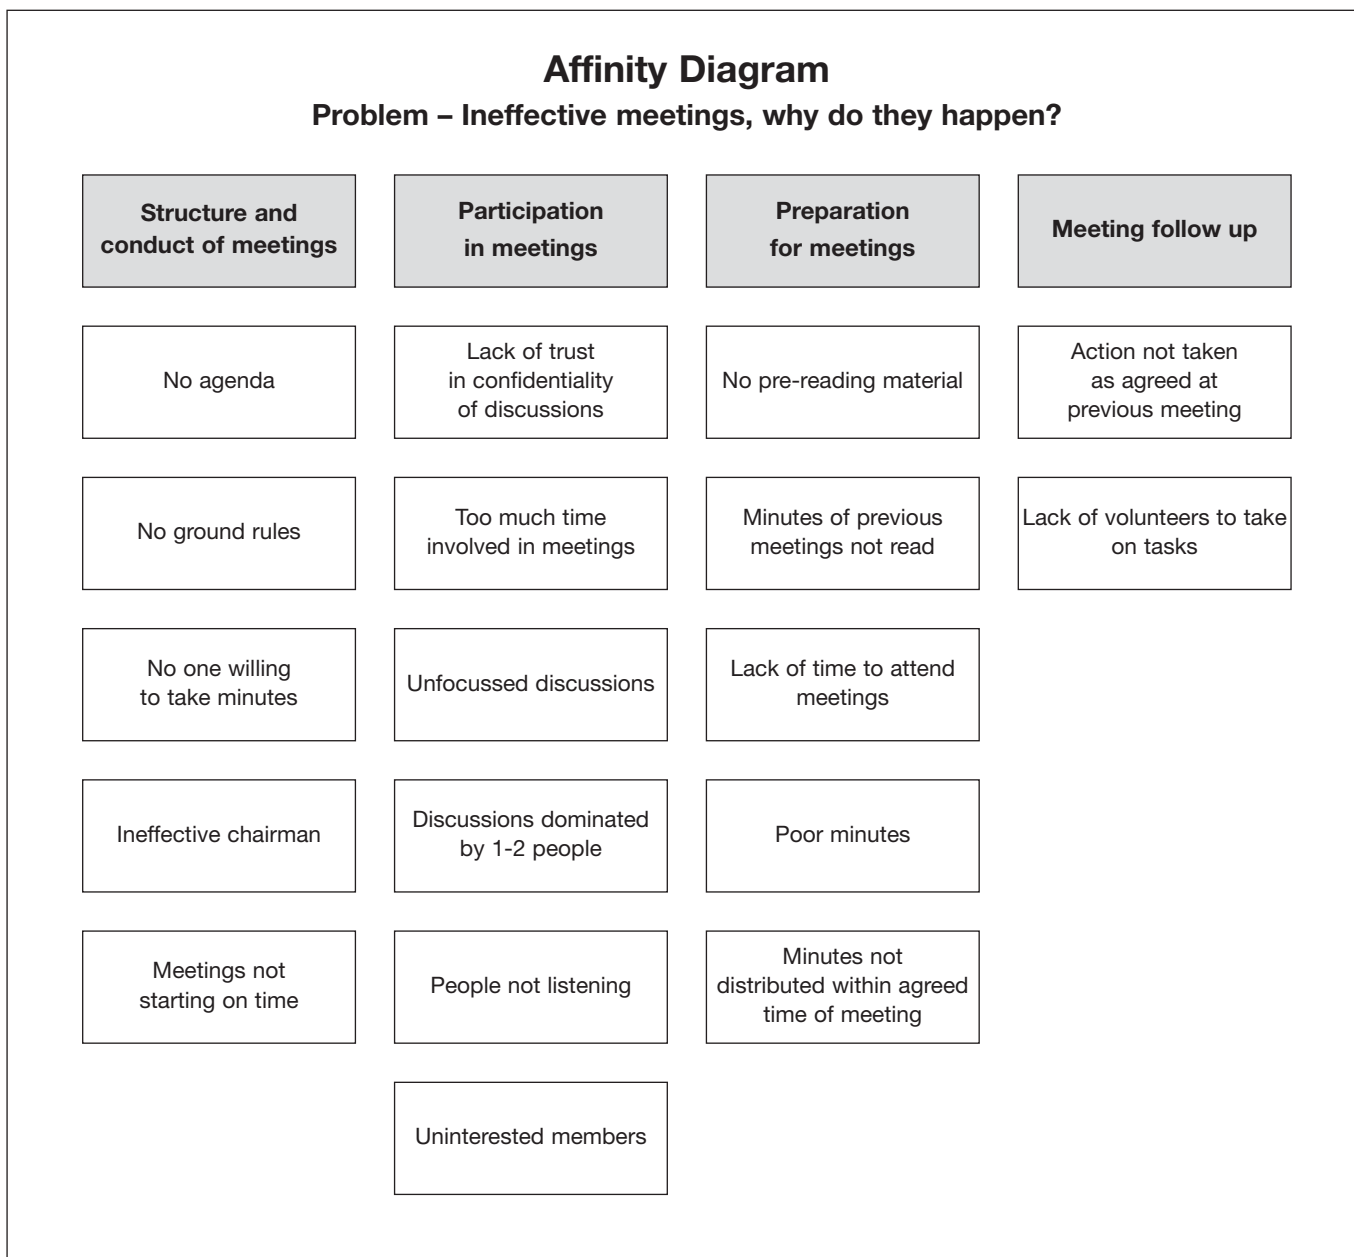 Affinity Diagram
Problem – Ineffective meetings, why do they happen?
Structure and
conduct of meetings
No agenda
No ground rules
No one willing
to take minutes
Ineffective chairman
Meetings not
starting on time
Participation
in meetings
Lack of trust
in confidentiality
of discussions
Too much time
involved in meetings
Unfocussed discussions
Discussions dominated
by 1-2 people
People not listening
Uninterested members
Preparation
for meetings
No pre-reading material
Minutes of previous
meetings not read
Lack of time to attend
meetings
Poor minutes
Minutes not
distributed within agreed
time of meeting
Meeting follow up
Action not taken
as agreed at
previous meeting
Lack of volunteers to take
on tasks